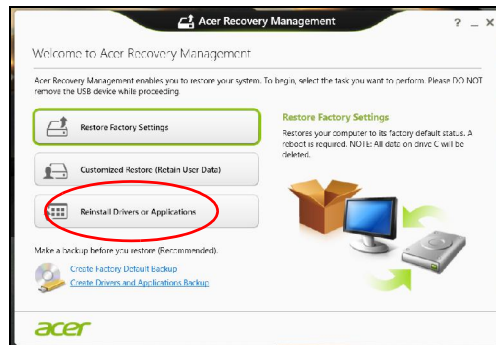 Acer Recovery Management
? _ X
Welcome to Acer Recovery Management
Acer Recovery Management enables you to restore your system. To begin, select the task you want to perform. Please DO NOT
remove the USB device while proceeding.
Restore Factory Settings
Customized Restore (Retain User Data)
Reinstall Drivers or Applications
Restore Factory Settings
Restores your computer to its factory default status. A
reboot is required. NOTE: All data on drive C will be
deleted.
Make a backup before you restore (Recommended).
Create Factory Default Backup
Create Drivers and Applications Backup
acer